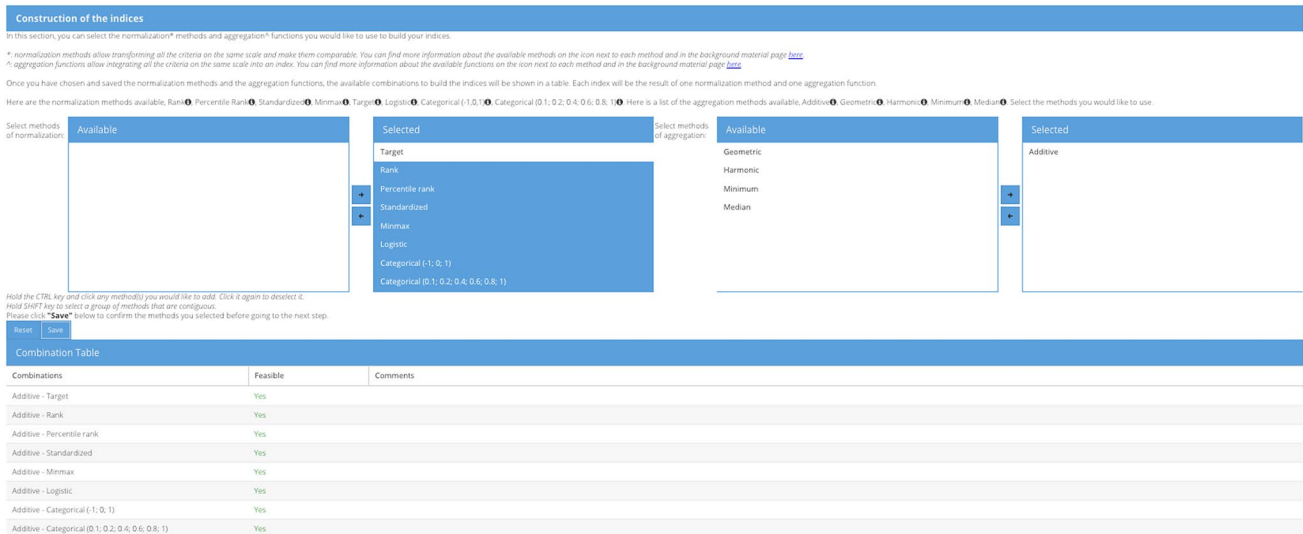 Construction of the indices
In this section, you can select the normalization* methods and aggregation^ functions you would like to use to build your indices.
*: normalization methods allow transforming all the criteria on the same scale and make them comparable. You can find more information about the available methods on the icon next to each method and in the background material page here.
^: aggregation functions allow integrating all the criteria on the same scale into an index. You can find more information about the available functions on the icon next to each method and in the background material page here.
Once you have chosen and saved the normalization methods and the aggregation functions, the available combinations to build the indices will be shown in a table. Each index will be the result of one normalization method and one aggregation function.
Here are the normalization methods available, Rank, Percentile Rank, Standardized, Minmax, Target, Logistic, Categorical (-1,0,1), Categorical (0.1; 0.2; 0.4; 0.6; 0.8; 1). Here is a list of the aggregation methods available, Additive, Geometric, Harmonic, Minimum, Median. Select the methods you would like to use.
Select methods
of normalization:
Available
Selected
Target
Rank
Percentile rank
Standardized
Minmax
Logistic
Categorical (-1; 0; 1)
Categorical (0.1; 0.2; 0.4; 0.6; 0.8; 1)
Select methods
of aggregation:
Available
Geometric
Harmonic
Minimum
Median
Selected
Additive
Hold the CTRL key and click any method(s) you would like to add. Click it again to deselect it.
Hold SHIFT key to select a group of methods that are contiguous.
Please click "Save" below to confirm the methods you selected before going to the next step.
Reset Save
Combination Table
Combinations Feasible Comments
Additive - Target Yes
Additive - Rank Yes
Additive - Percentile rank Yes
Additive - Standardized Yes
Additive - Minmax Yes
Additive - Logistic Yes
Additive - Categorical (-1; 0, 1) Yes
Additive - Categorical (0.1; 0.2; 0.4; 0.6; 0.8; 1) Yes